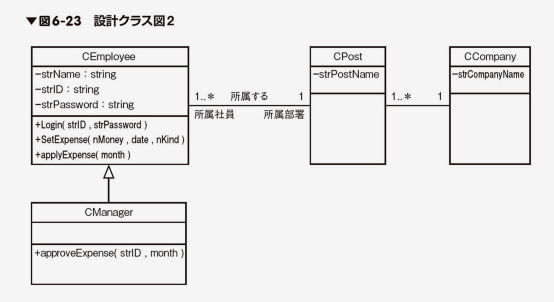 ▼図6-23 設計クラス図2
CEmployee
−strName：string
−strID：string
−strPassword：string
+Login( strID , strPassword )
+SetExpense( nMoney , date , nKind )
+applyExpense( month )
1..* 所属する 1
所属社員 所属部署
CPost
−strPostName
1..* 1
CCompany
−strCompanyName
CManager
+approveExpense( strID , month )